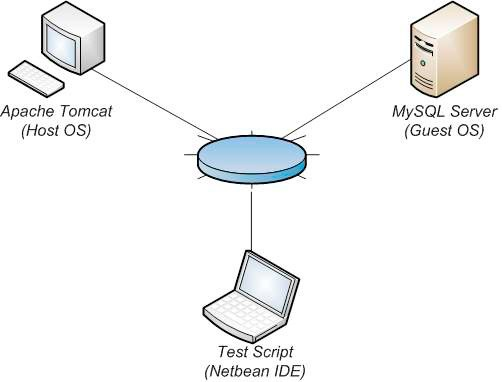 Apache Tomcat
(Host OS)
MySQL Server
(Guest OS)
Test Script
(Netbean IDE)